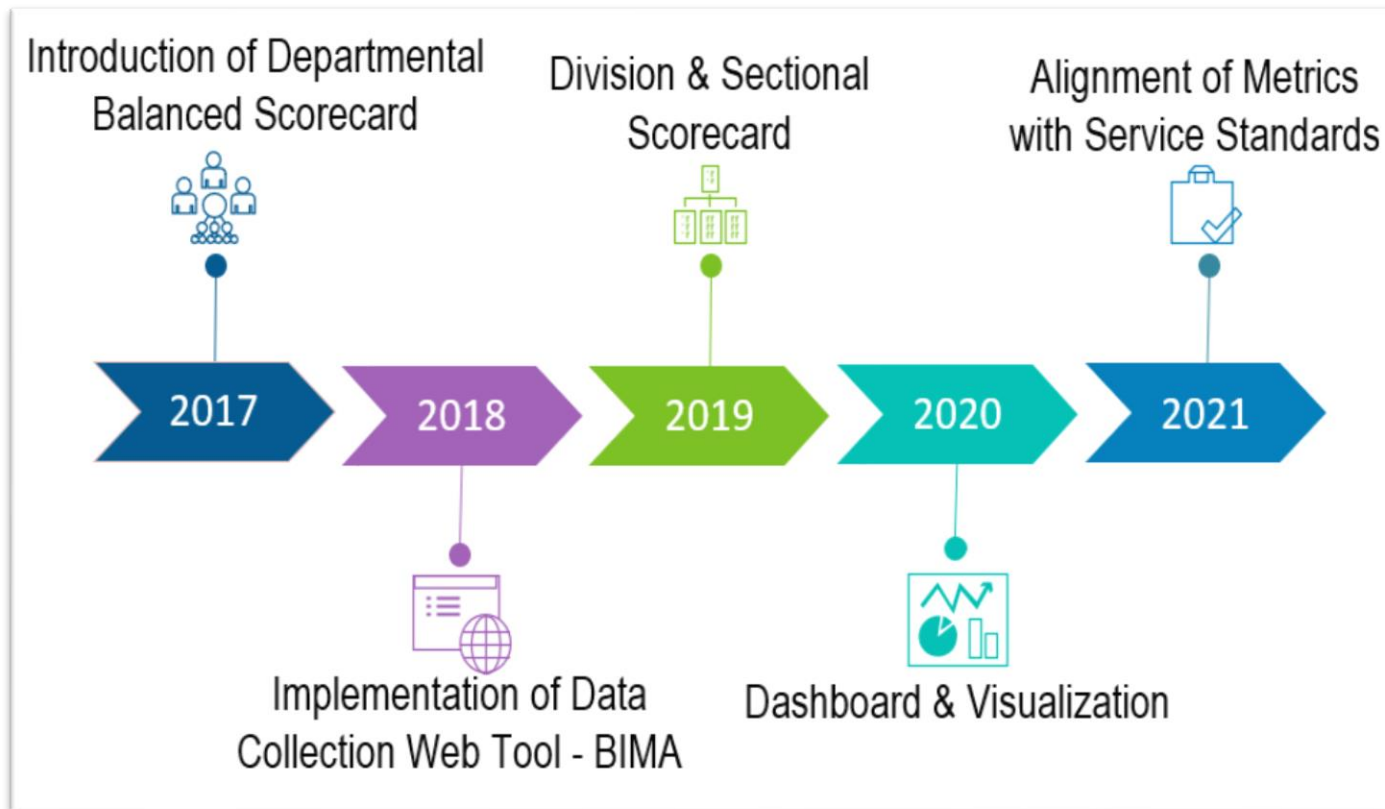 Introduction of Departmental
Balanced Scorecard
Division & Sectional
Scorecard
Alignment of Metrics
with Service Standards
2017
2018
2019
2020
2021
Implementation of Data
Collection Web Tool - BIMA
Dashboard & Visualization